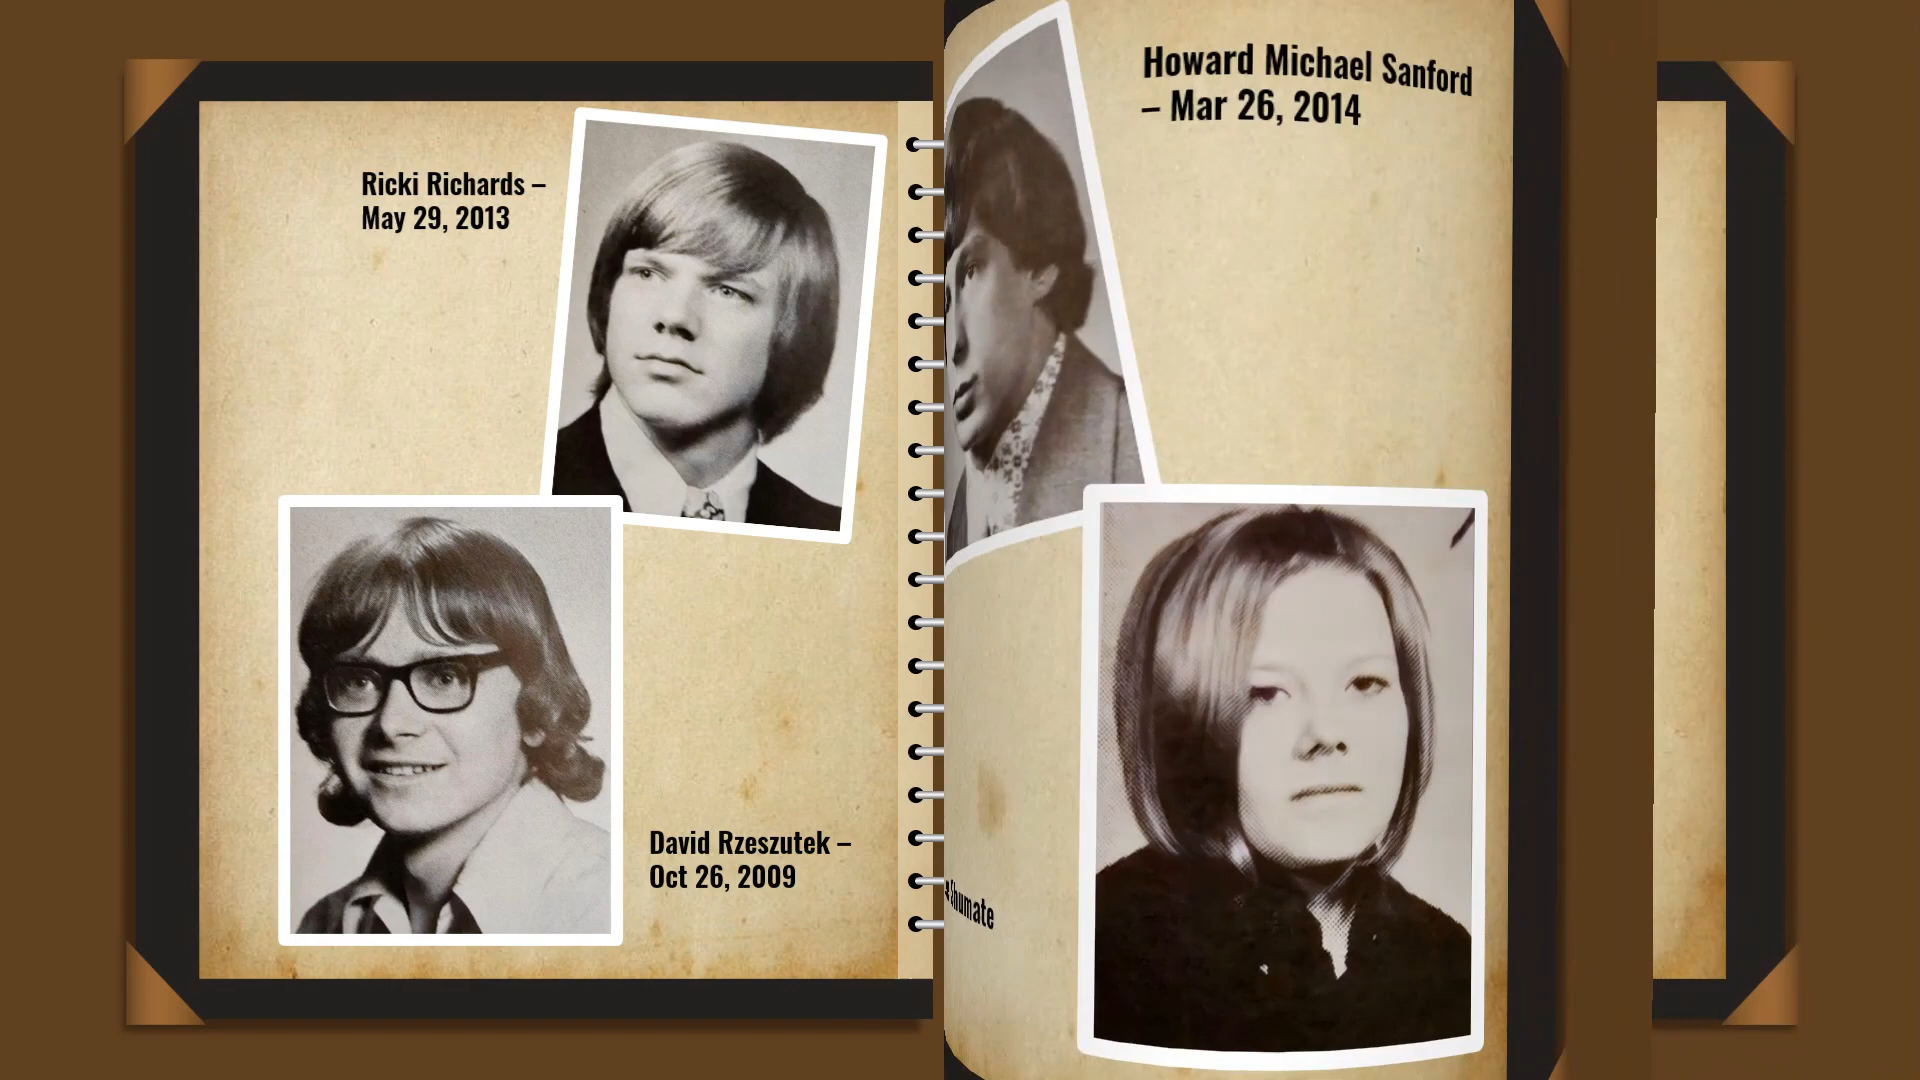 Ricki Richards –
May 29, 2013
David Rzeszutek –
Oct 26, 2009
Howard Michael Sanford
– Mar 26, 2014
Shumate